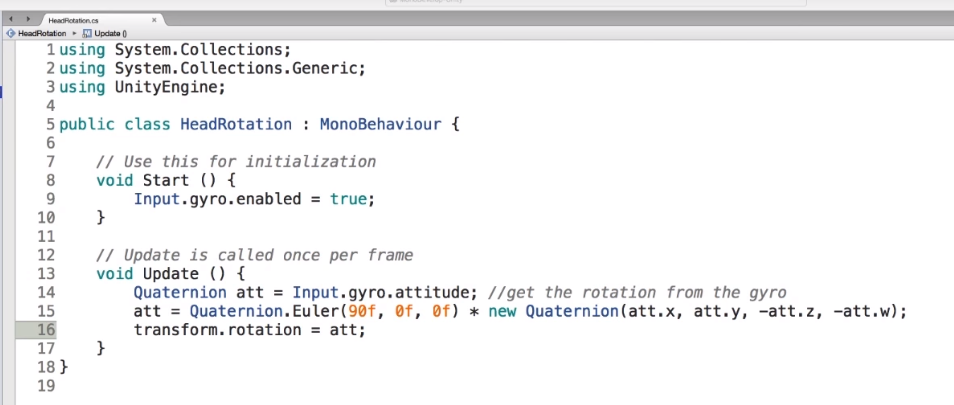 HeadRotation.cs
HeadRotation ▸ Update ()
1 using System.Collections;
2 using System.Collections.Generic;
3 using UnityEngine;
4
5 public class HeadRotation : MonoBehaviour {
6
7 // Use this for initialization
8 void Start () {
9 Input.gyro.enabled = true;
10 }
11
12 // Update is called once per frame
13 void Update () {
14 Quaternion att = Input.gyro.attitude; //get the rotation from the gyro
15 att = Quaternion.Euler(90f, 0f, 0f) * new Quaternion(att.x, att.y, -att.z, -att.w);
16 transform.rotation = att;
17 }
18 }
19